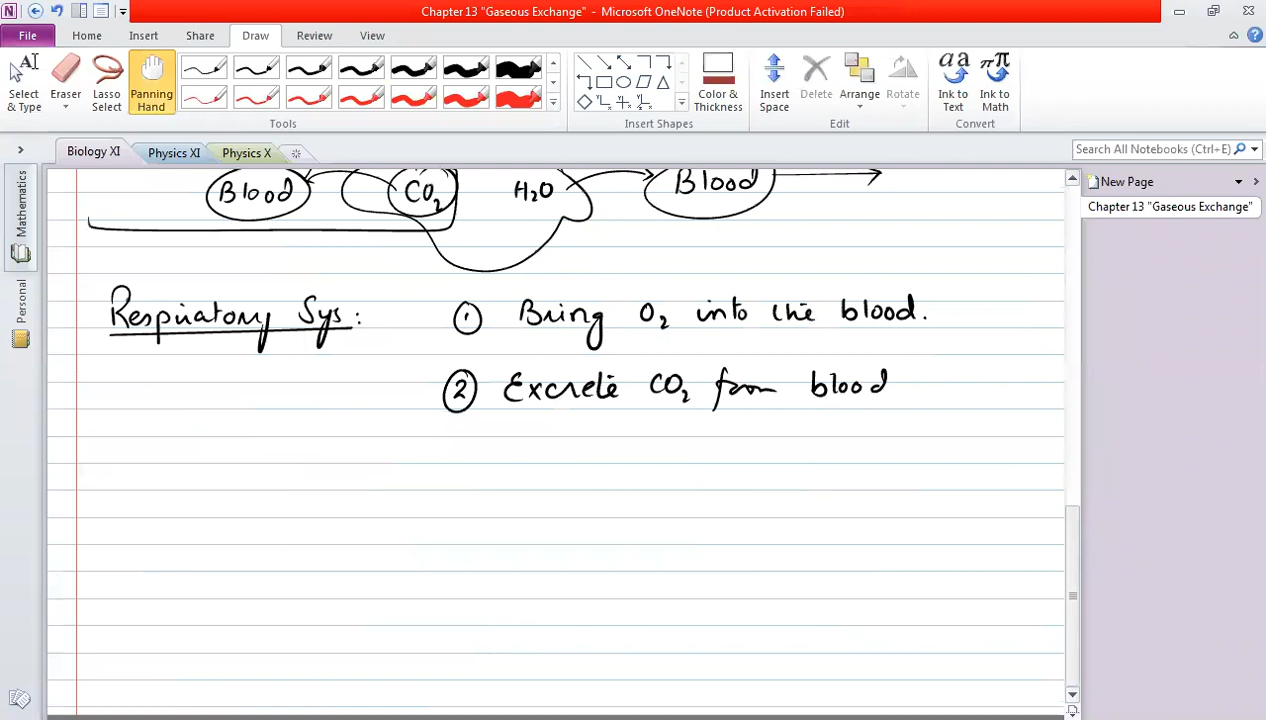 Chapter 13 "Gaseous Exchange" - Microsoft OneNote (Product Activation Failed)
File Home Insert Share Draw Review View
Select & Type
Eraser
Lasso Select
Panning Hand
Color & Thickness
Insert Space
Delete
Arrange
Rotate
Ink to Text
Ink to Math
Tools
Insert Shapes
Edit
Convert
Biology XI Physics XI Physics X
Search All Notebooks (Ctrl+E)
New Page
Chapter 13 "Gaseous Exchange"
Mathematics
Personal
Blood CO₂ H₂O Blood
Respiratory Sys: ① Bring O₂ into the blood.
② Excrete CO₂ from blood